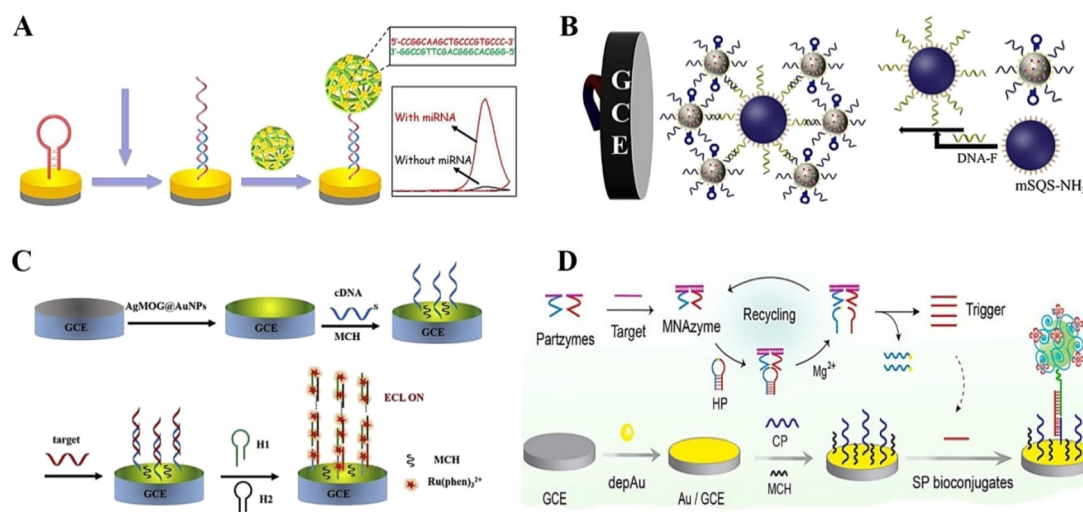 A
5'-CCGGCAAGCTGCCCGTGCCC-3'
3'-GGCCGTTCGACGGGCACGGG-5'
With miRNA
Without miRNA
B
GCE
DNA-F
mSQS-NH
C
AgMOG@AuNPs
cDNA
S
MCH
GCE
GCE
GCE
ECL ON
target
H1
H2
GCE
GCE
MCH
Ru(phen)₃²⁺
D
Partzymes
Target
MNAzyme
Recycling
Trigger
HP
Mg²⁺
CP
MCH
GCE
depAu
Au / GCE
SP bioconjugates